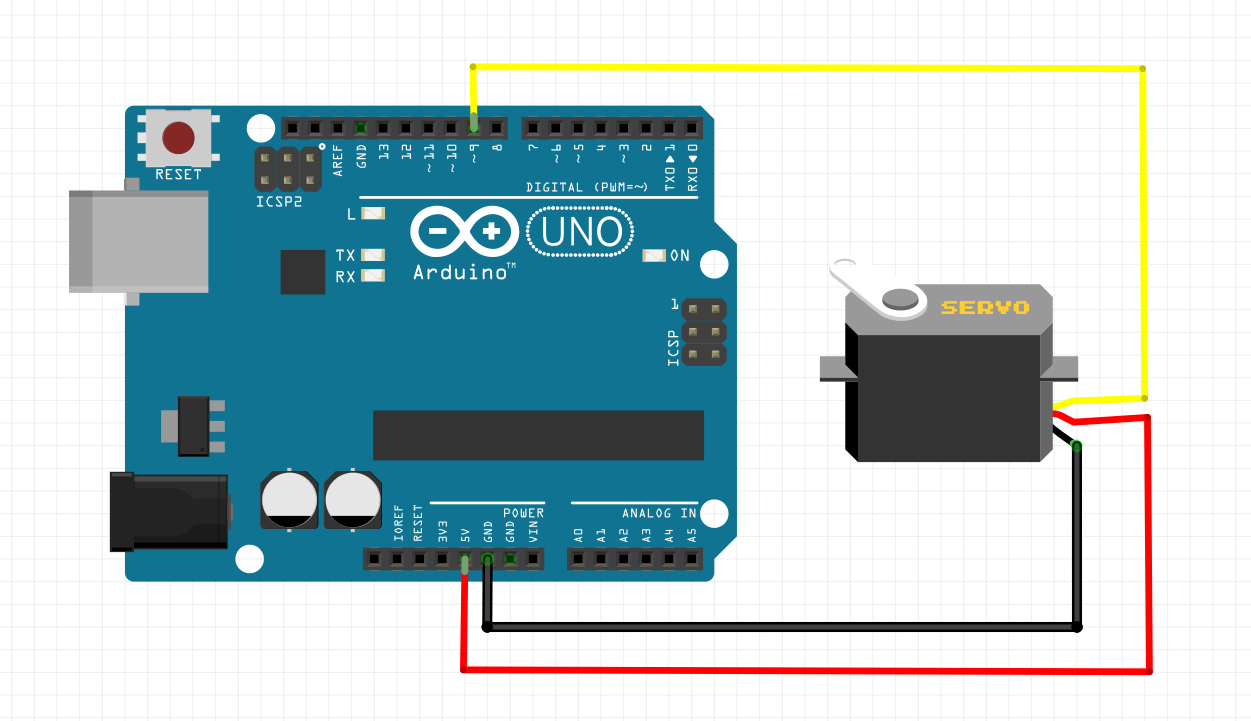 RESET
ICSP2
AREF
GND
13
12
~11
~10
~9
8
7
~6
~5
4
~3
2
TX0▶1
RX0◀0
DIGITAL (PWM=~)
L
TX
RX
Arduino™
UNO
ON
1
ICSP
SERVO
IOREF
RESET
3V3
5V
GND
GND
VIN
POWER
A0
A1
A2
A3
A4
A5
ANALOG IN